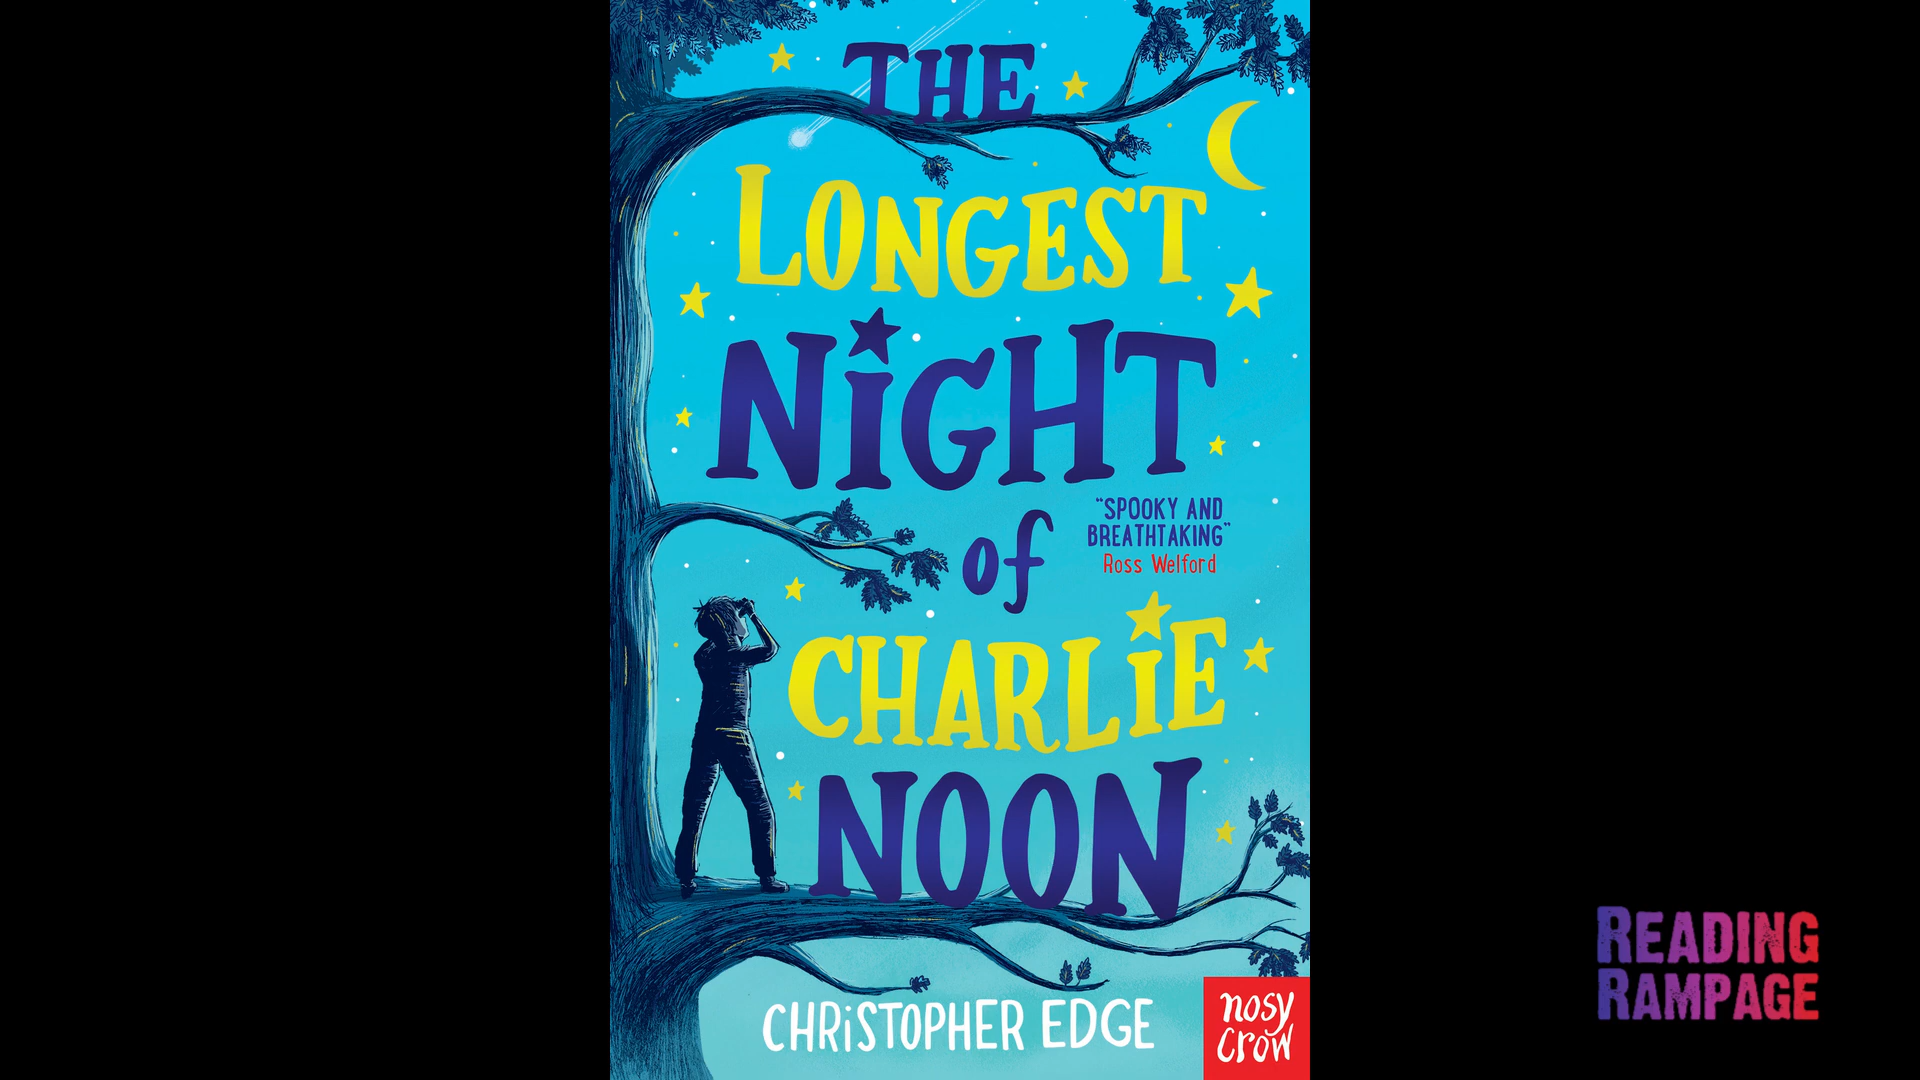 THE
LONGEST
NiGHT
of
“SPOOKY AND
BREATHTAKING”
Ross Welford
CHARLiE
NOON
CHRiSTOPHER EDGE
nosy
crow
READING
RAMPAGE